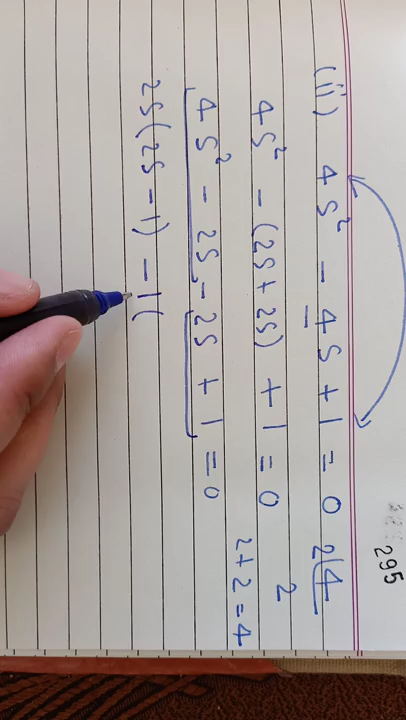 295
(ii) 4s² - 4s + 1 = 0
2|4
2
4s² - (2s + 2s) + 1 = 0
2+2=4
4s² - 2s - 2s + 1 = 0
2s(2s - 1) - 1(